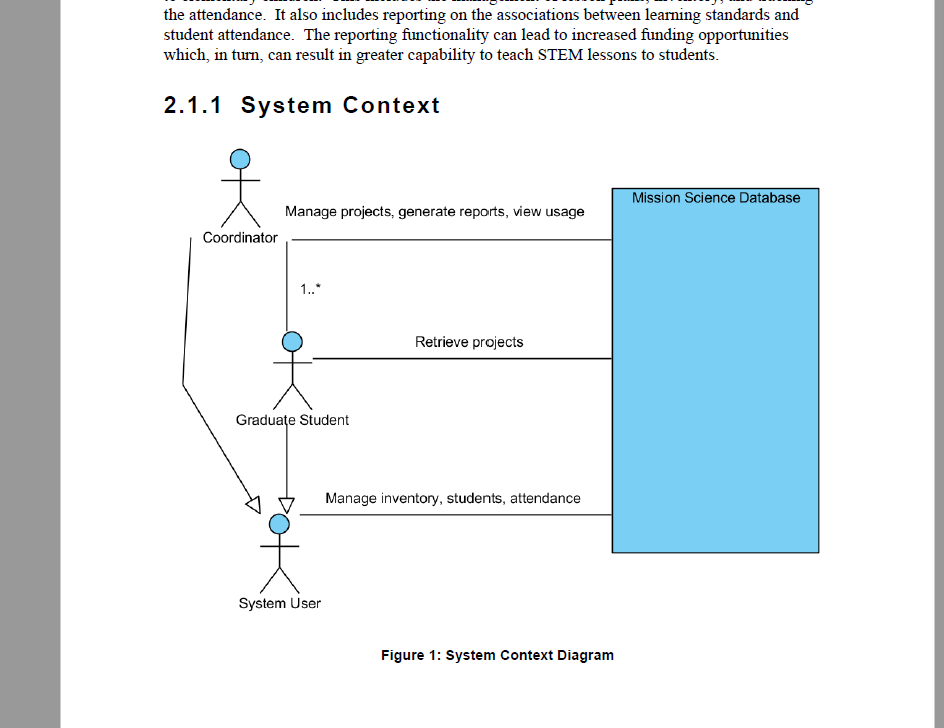 the attendance.  It also includes reporting on the associations between learning standards and
student attendance.  The reporting functionality can lead to increased funding opportunities
which, in turn, can result in greater capability to teach STEM lessons to students.
2.1.1  System Context
Mission Science Database
Manage projects, generate reports, view usage
Coordinator
1..*
Retrieve projects
Graduate Student
Manage inventory, students, attendance
System User
Figure 1: System Context Diagram